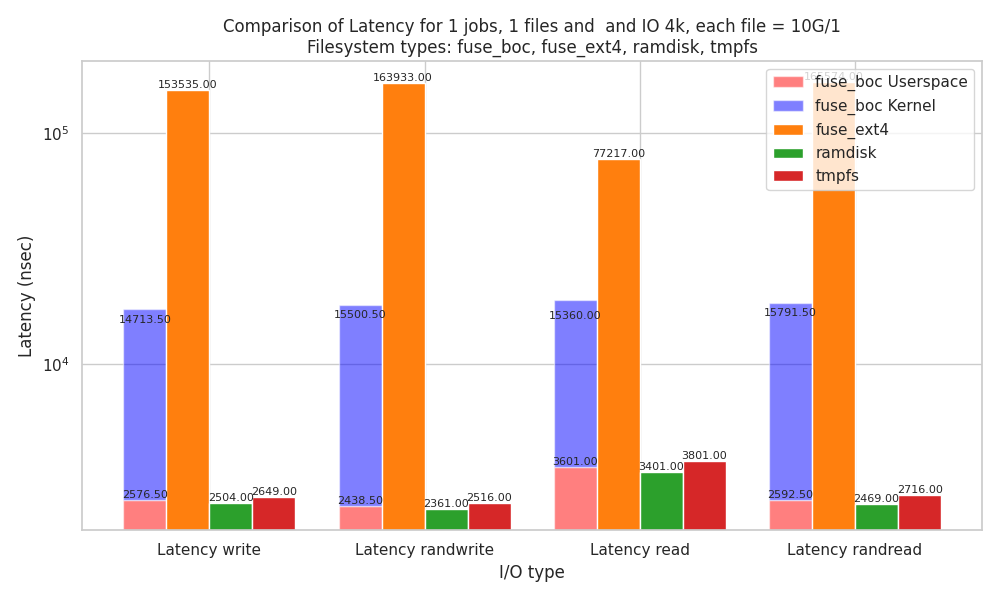 Comparison of Latency for 1 jobs, 1 files and  and IO 4k, each file = 10G/1
Filesystem types: fuse_boc, fuse_ext4, ramdisk, tmpfs
Latency (nsec)
10^5
10^4
153535.00
163933.00
77217.00
14713.50
15500.50
15360.00
15791.50
2576.50
2504.00
2649.00
2438.50
2361.00
2516.00
3601.00
3401.00
3801.00
2592.50
2469.00
2716.00
fuse_boc Userspace
fuse_boc Kernel
fuse_ext4
ramdisk
tmpfs
Latency write
Latency randwrite
Latency read
Latency randread
I/O type